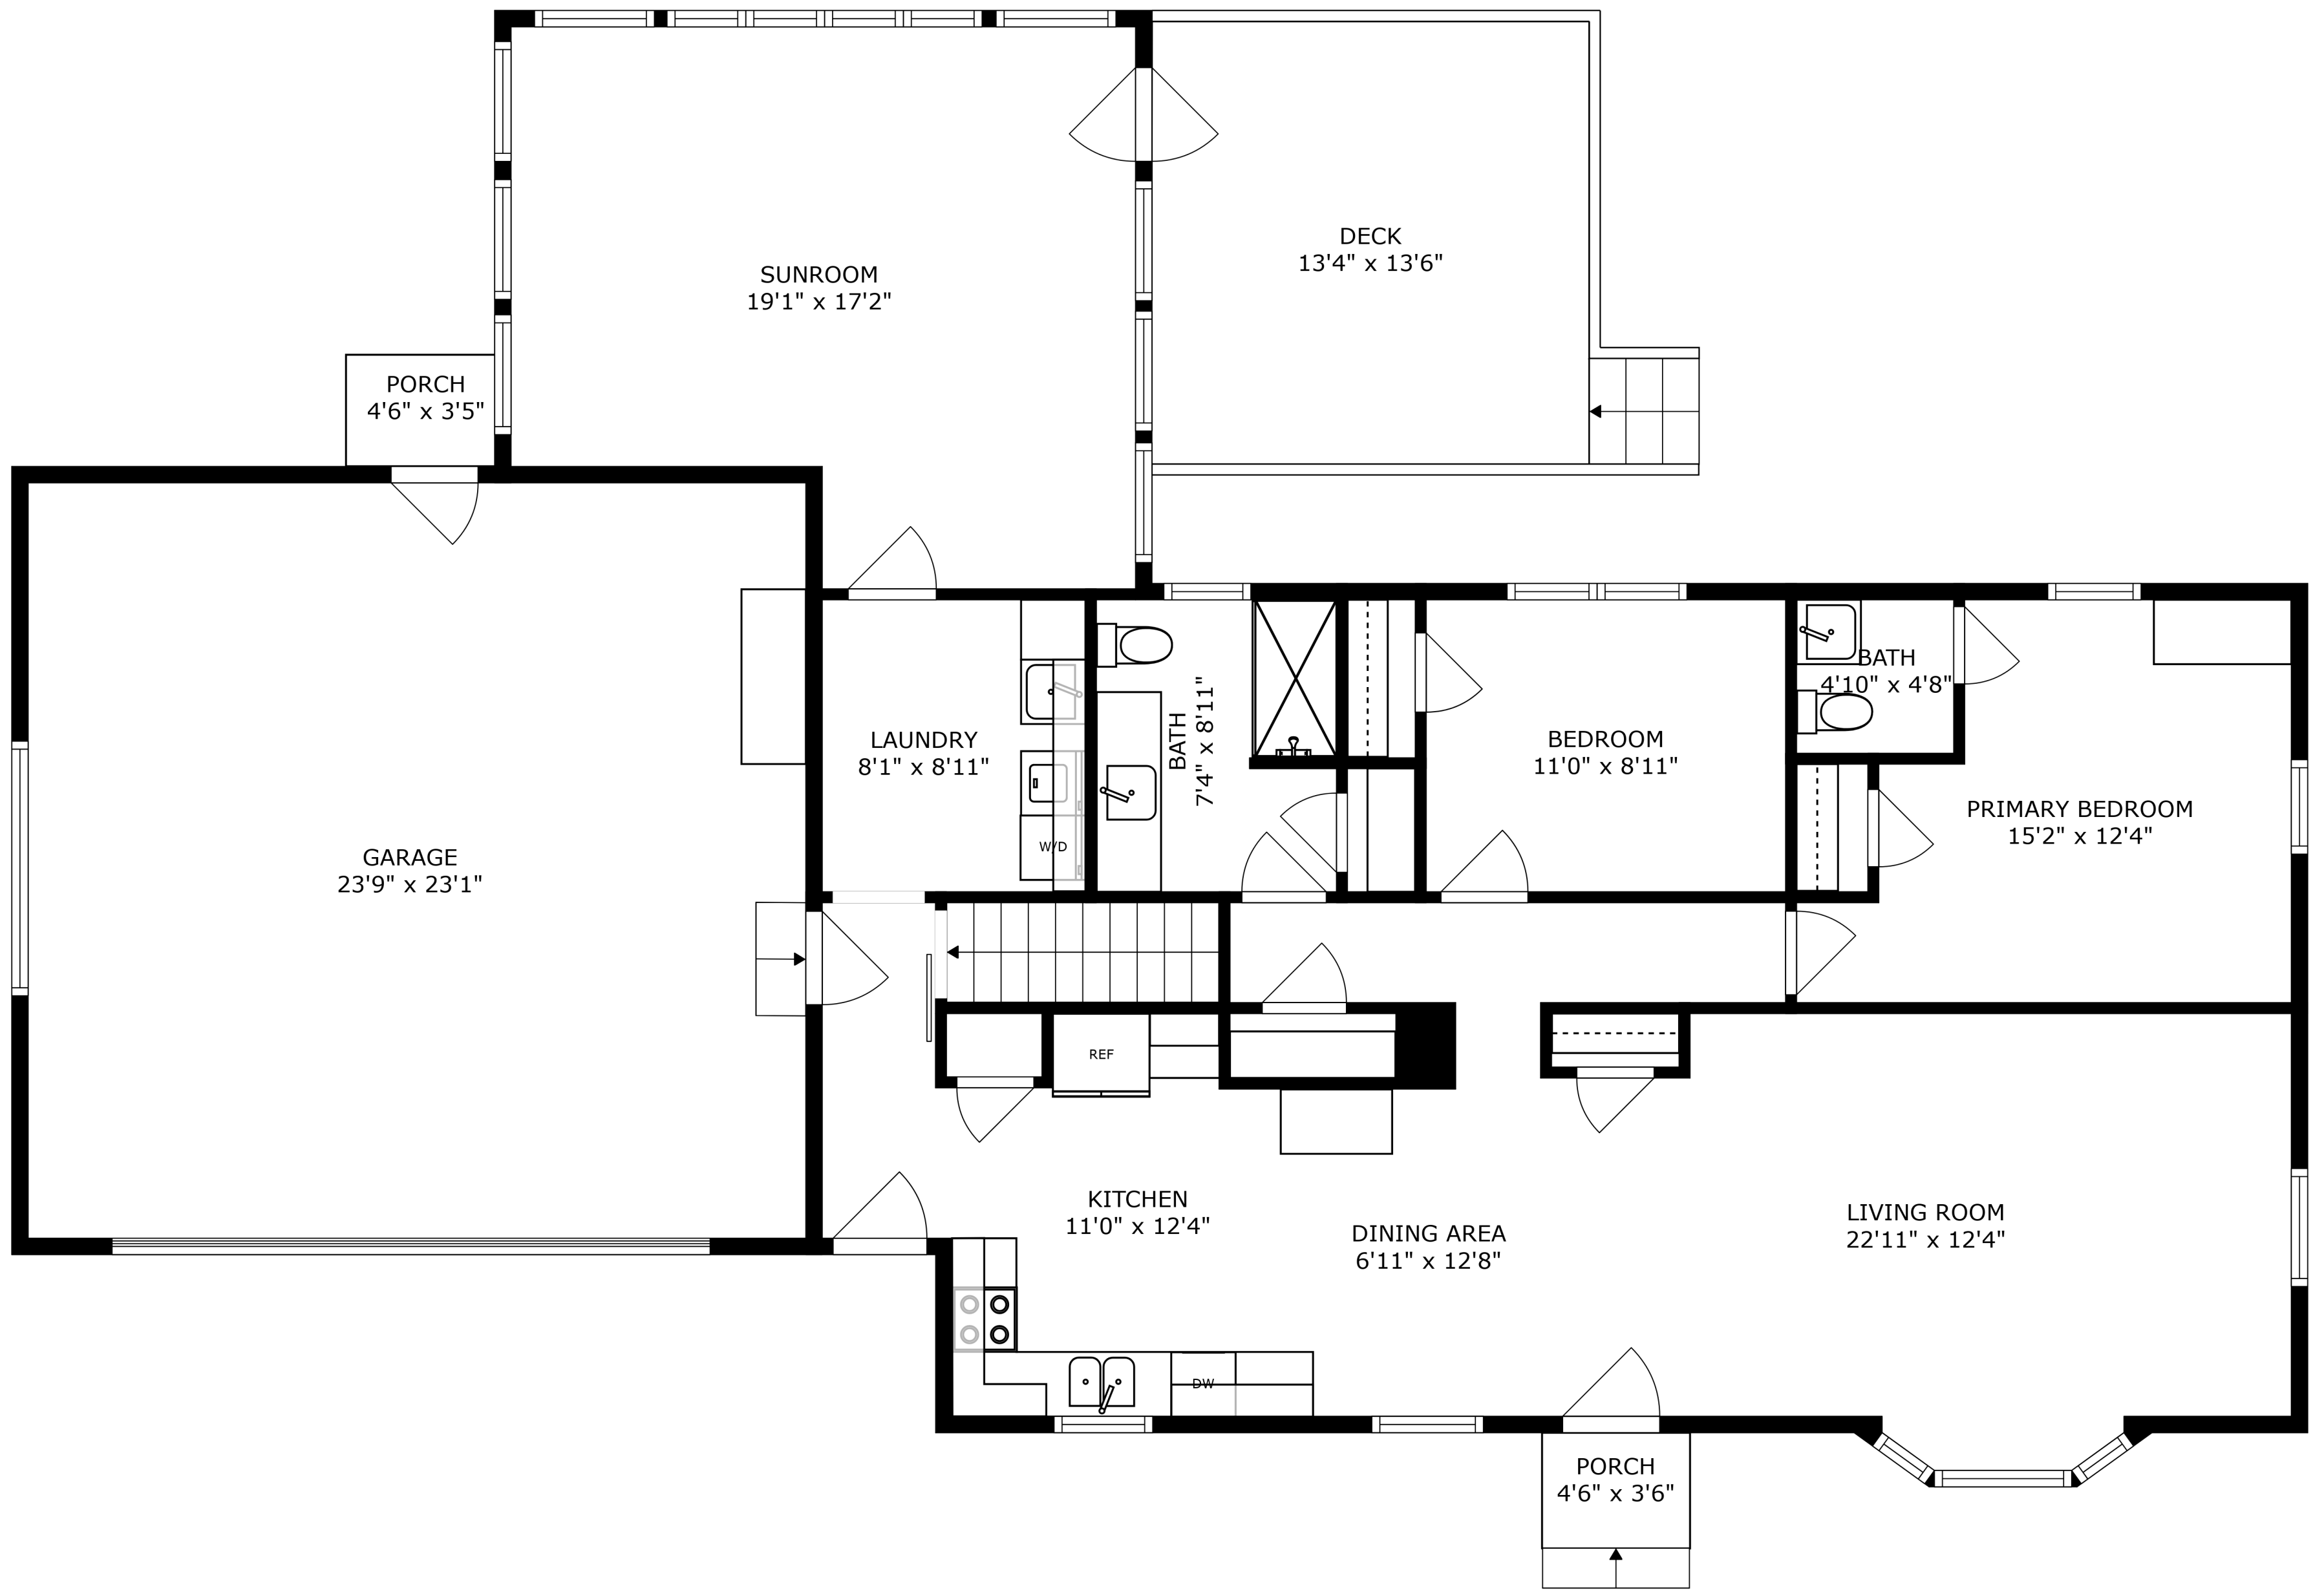 DECK
13'4" x 13'6"
SUNROOM
19'1" x 17'2"
PORCH
4'6" x 3'5"
BATH
4'10" x 4'8"
LAUNDRY
8'1" x 8'11"
BATH
7'4" x 8'11"
BEDROOM
11'0" x 8'11"
PRIMARY BEDROOM
15'2" x 12'4"
W/D
GARAGE
23'9" x 23'1"
REF
KITCHEN
11'0" x 12'4"
DINING AREA
6'11" x 12'8"
LIVING ROOM
22'11" x 12'4"
DW
PORCH
4'6" x 3'6"